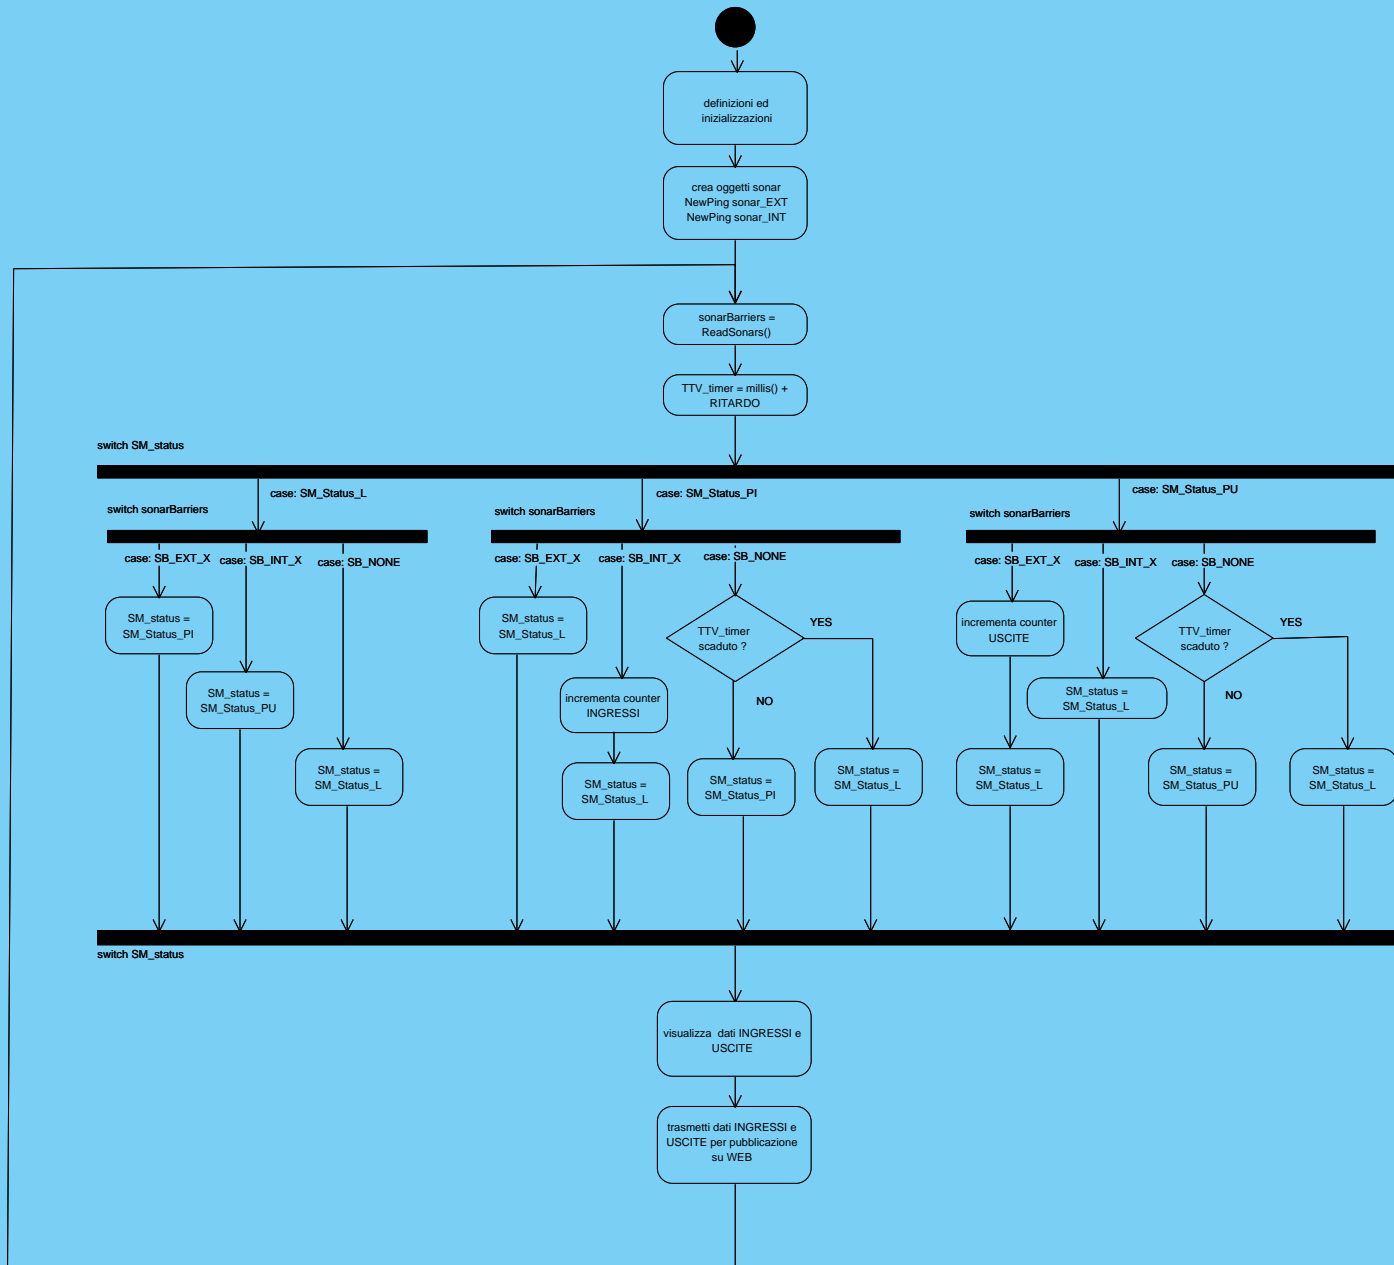 definizioni ed
inizializzazioni
crea oggetti sonar
NewPing sonar_EXT
NewPing sonar_INT
sonarBarriers =
ReadSonars()
TTV_timer = millis() +
RITARDO
switch SM_status
case: SM_Status_L
case: SM_Status_PI
case: SM_Status_PU
switch sonarBarriers
switch sonarBarriers
switch sonarBarriers
case: SB_EXT_X
case: SB_INT_X
case: SB_NONE
case: SB_EXT_X
case: SB_INT_X
case: SB_NONE
case: SB_EXT_X
case: SB_INT_X
case: SB_NONE
SM_status =
SM_Status_PI
SM_status =
SM_Status_PU
SM_status =
SM_Status_L
SM_status =
SM_Status_L
incrementa counter
INGRESSI
SM_status =
SM_Status_L
TTV_timer
scaduto ?
YES
NO
SM_status =
SM_Status_PI
SM_status =
SM_Status_L
incrementa counter
USCITE
SM_status =
SM_Status_L
SM_status =
SM_Status_L
TTV_timer
scaduto ?
YES
NO
SM_status =
SM_Status_PU
SM_status =
SM_Status_L
switch SM_status
visualizza  dati INGRESSI e
USCITE
trasmetti dati INGRESSI e
USCITE per pubblicazione
su WEB